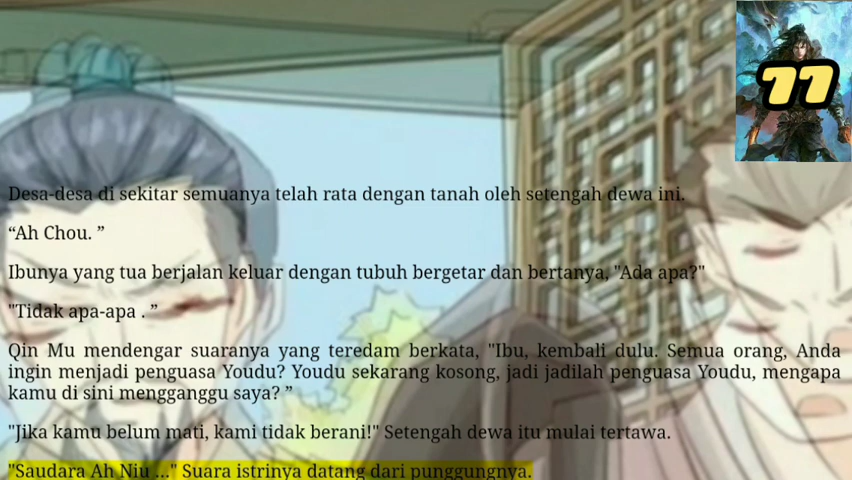 77
Desa-desa di sekitar semuanya telah rata dengan tanah oleh setengah dewa ini.
“Ah Chou. ”
Ibunya yang tua berjalan keluar dengan tubuh bergetar dan bertanya, "Ada apa?"
"Tidak apa-apa . ”
Qin Mu mendengar suaranya yang teredam berkata, "Ibu, kembali dulu. Semua orang, Anda
ingin menjadi penguasa Youdu? Youdu sekarang kosong, jadi jadilah penguasa Youdu, mengapa
kamu di sini mengganggu saya? ”
"Jika kamu belum mati, kami tidak berani!" Setengah dewa itu mulai tertawa.
"Saudara Ah Niu ..." Suara istrinya datang dari punggungnya.